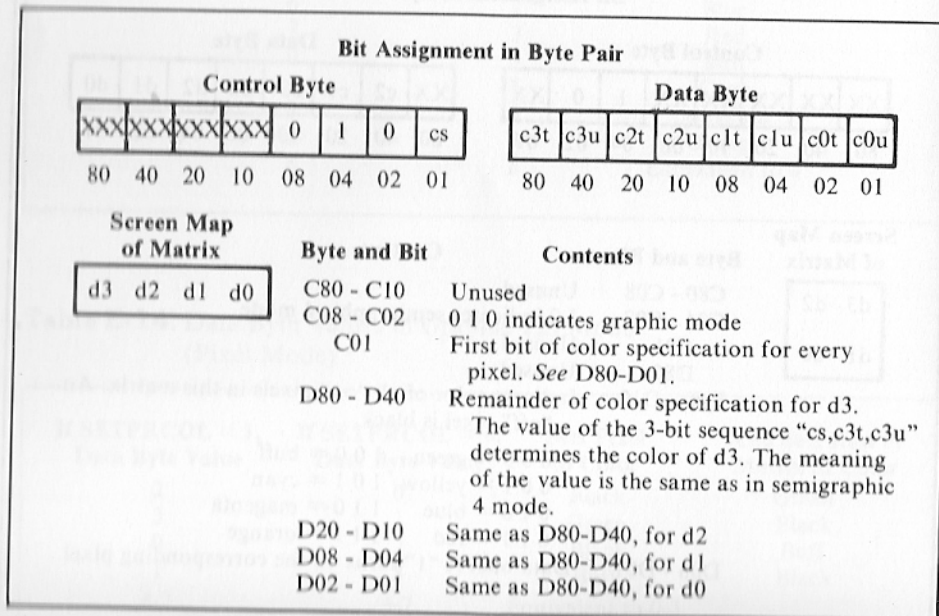 Bit Assignment in Byte Pair
Control Byte
Data Byte
XXX XXX XXX XXX 0 1 0 cs
c3t c3u c2t c2u c1t c1u c0t c0u
80 40 20 10 08 04 02 01
80 40 20 10 08 04 02 01
Screen Map
of Matrix
d3 d2 d1 d0
Byte and Bit
Contents
C80 - C10 Unused
C08 - C02 0 1 0 indicates graphic mode
C01 First bit of color specification for every
pixel. See D80-D01.
D80 - D40 Remainder of color specification for d3.
The value of the 3-bit sequence “cs,c3t,c3u”
determines the color of d3. The meaning
of the value is the same as in semigraphic
4 mode.
D20 - D10 Same as D80-D40, for d2
D08 - D04 Same as D80-D40, for d1
D02 - D01 Same as D80-D40, for d0